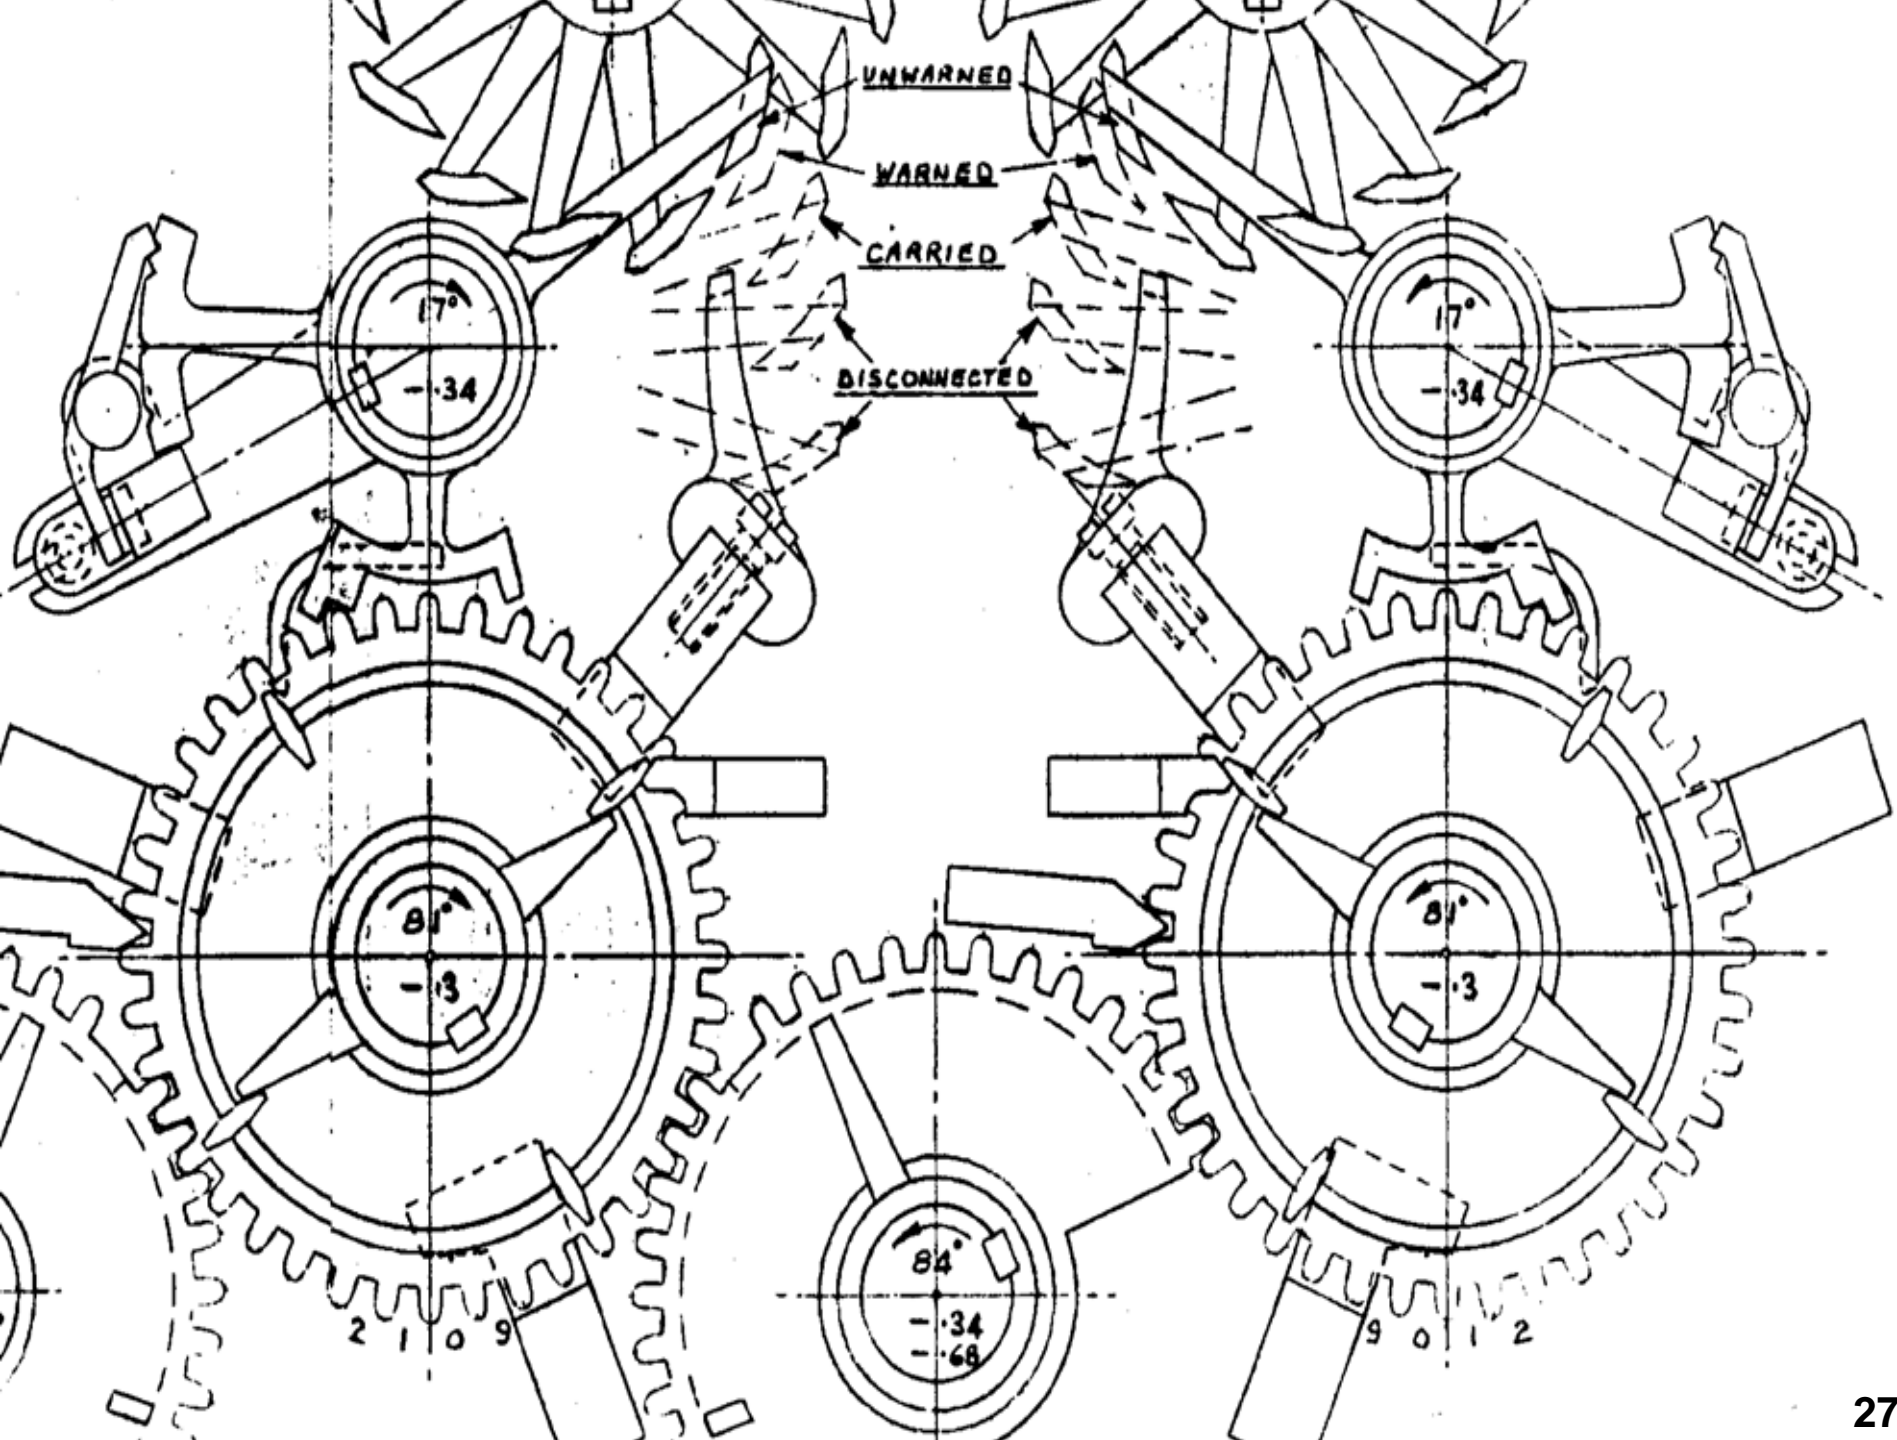 UNWARNED
WARNED
CARRIED
17° 17°
-.34 DISCONNECTED -.34
81° 81°
-.3 -.3
84°
-.34
-.68
2 1 0 9 9 0 1 2
27